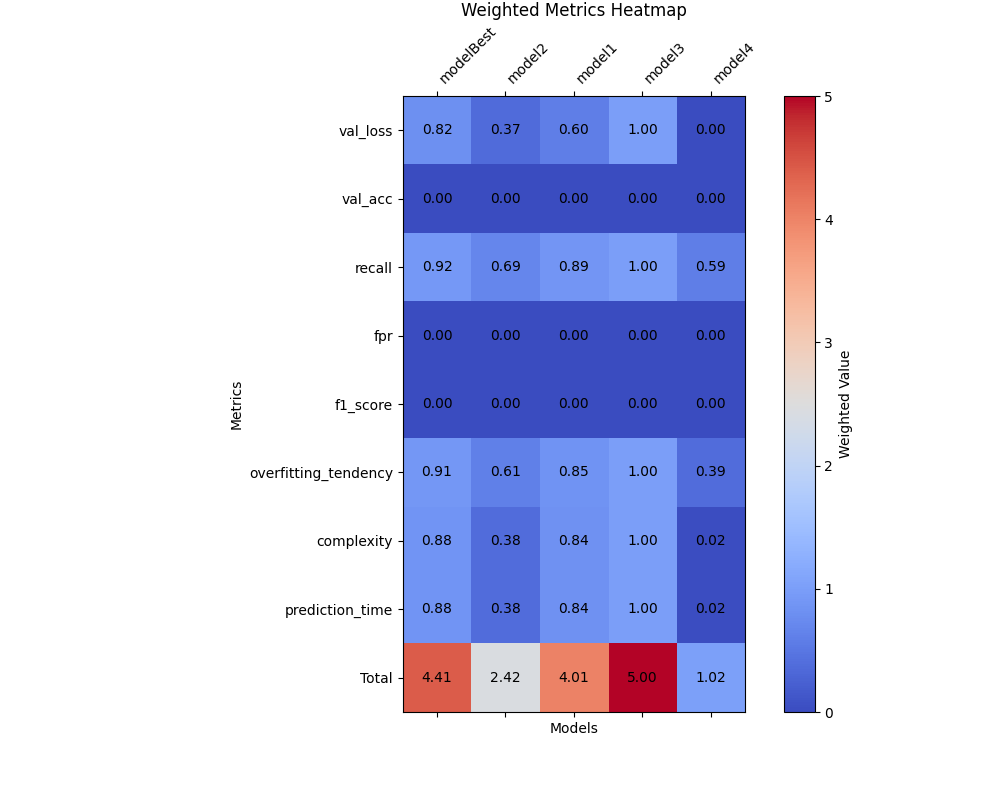 Weighted Metrics Heatmap
modelBest model2 model1 model3 model4
val_loss 0.82 0.37 0.60 1.00 0.00
val_acc 0.00 0.00 0.00 0.00 0.00
recall 0.92 0.69 0.89 1.00 0.59
fpr 0.00 0.00 0.00 0.00 0.00
f1_score 0.00 0.00 0.00 0.00 0.00
overfitting_tendency 0.91 0.61 0.85 1.00 0.39
complexity 0.88 0.38 0.84 1.00 0.02
prediction_time 0.88 0.38 0.84 1.00 0.02
Total 4.41 2.42 4.01 5.00 1.02
Metrics
Models
5
4
3
2
1
0
Weighted Value